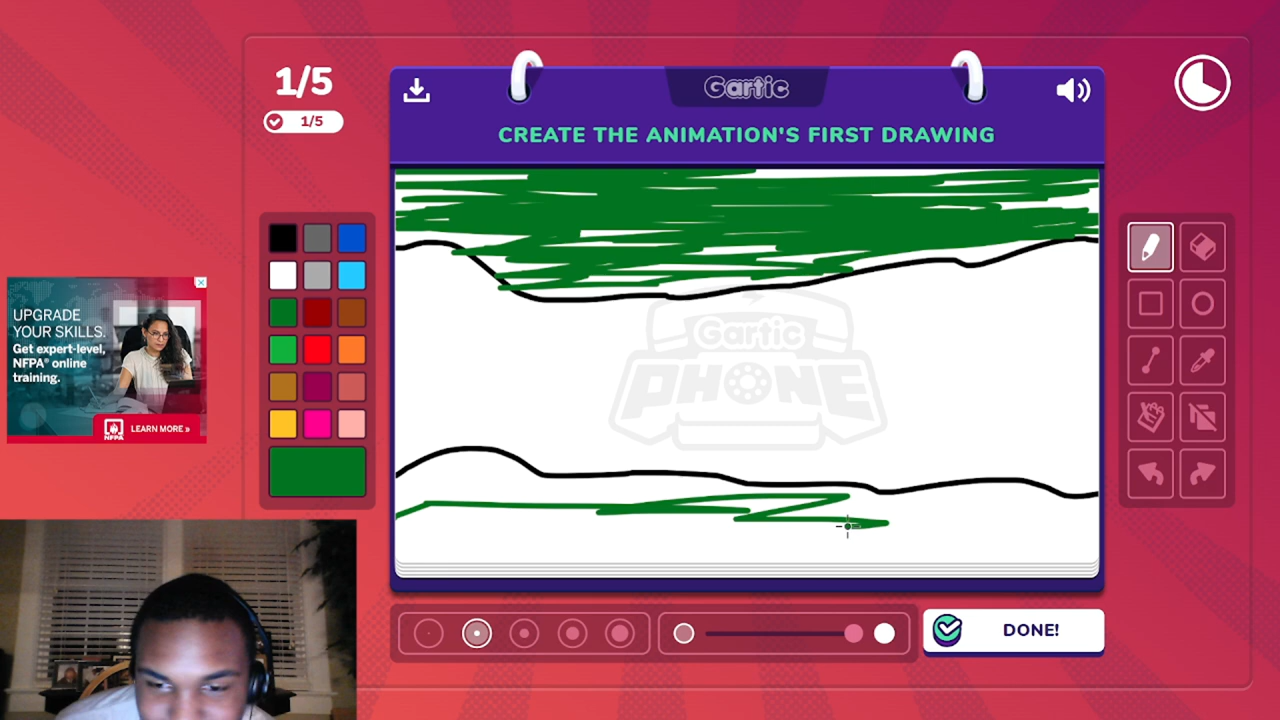 1/5
1/5
Gartic
CREATE THE ANIMATION'S FIRST DRAWING
Gartic
PHONE
UPGRADE
YOUR SKILLS.
Get expert-level,
NFPA® online
training.
NFPA
LEARN MORE »
DONE!